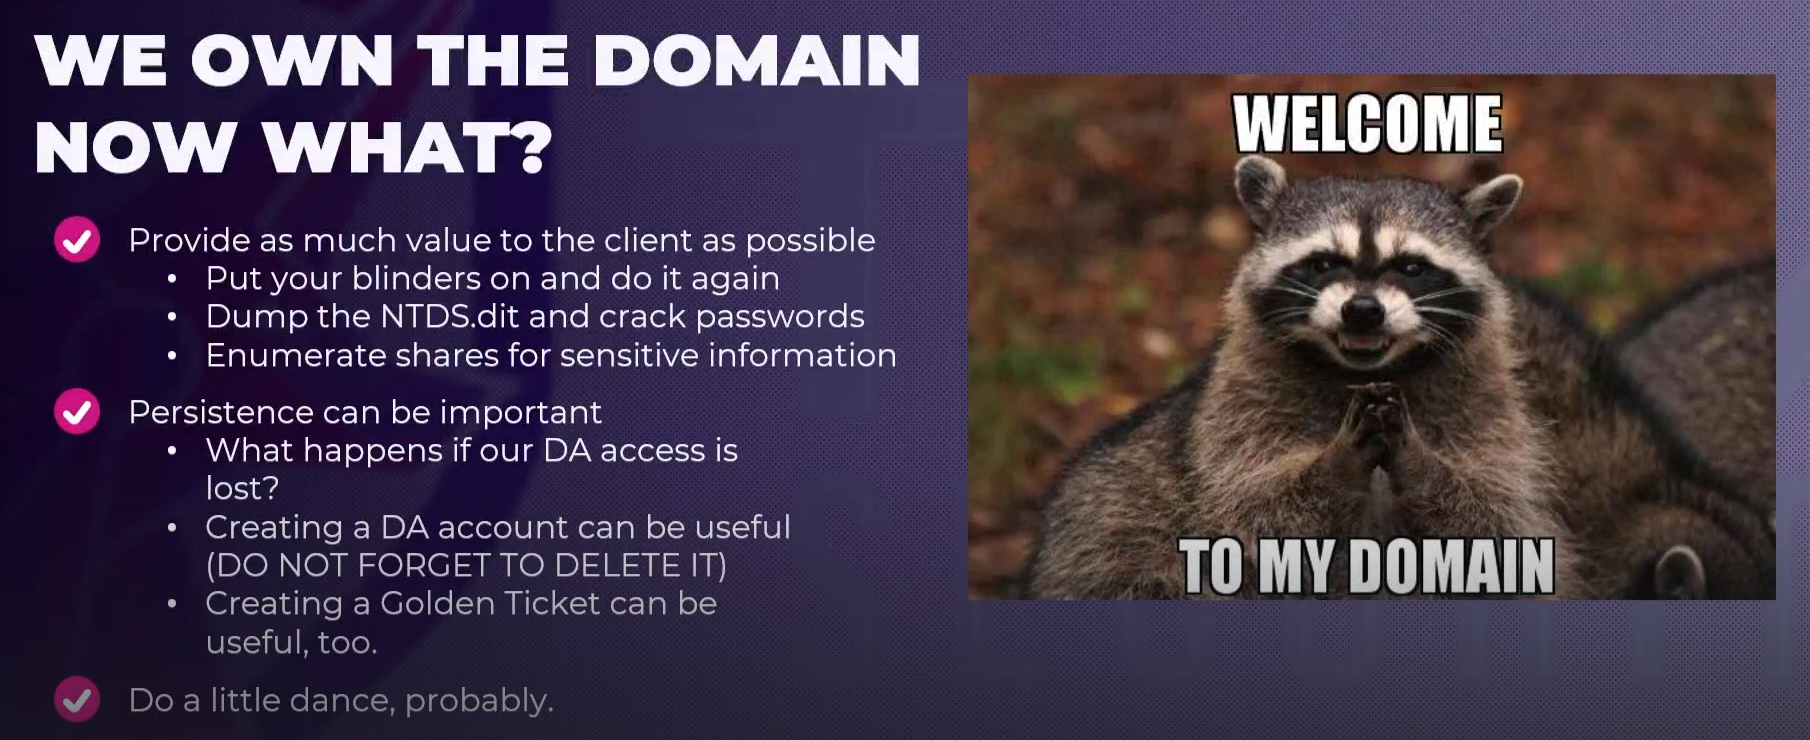 WE OWN THE DOMAIN
NOW WHAT?
Provide as much value to the client as possible
• Put your blinders on and do it again
• Dump the NTDS.dit and crack passwords
• Enumerate shares for sensitive information
Persistence can be important
• What happens if our DA access is
lost?
• Creating a DA account can be useful
(DO NOT FORGET TO DELETE IT)
• Creating a Golden Ticket can be
useful, too.
Do a little dance, probably.
WELCOME
TO MY DOMAIN